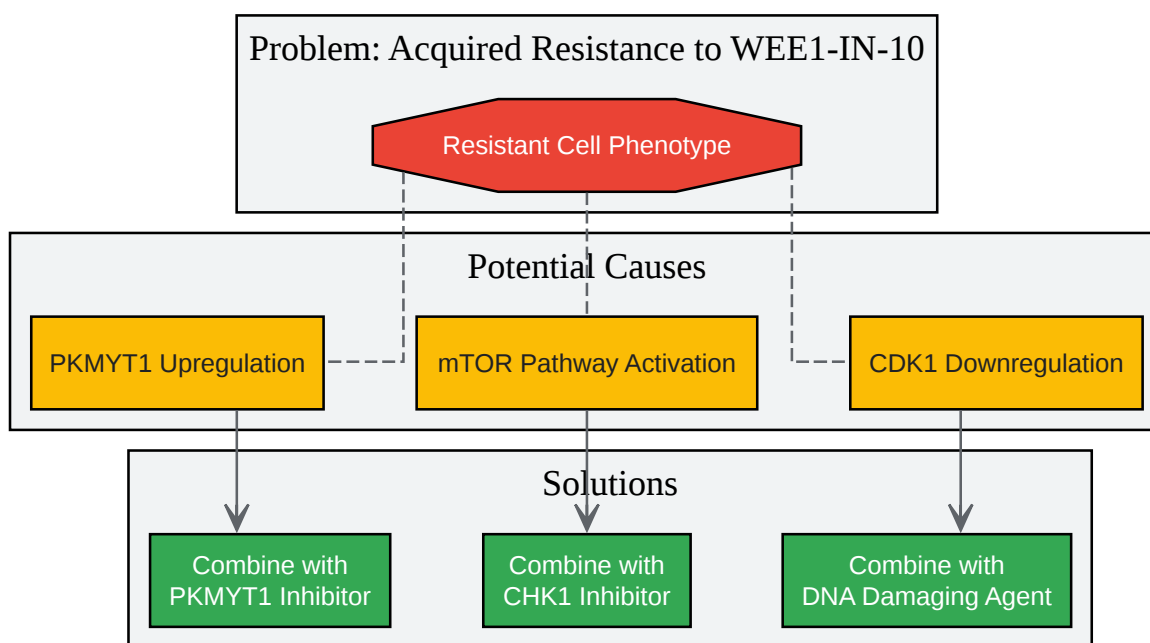 Problem: Acquired Resistance to WEE1-IN-10
Resistant Cell Phenotype
Potential Causes
PKMYT1 Upregulation
mTOR Pathway Activation
CDK1 Downregulation
Solutions
Combine with
PKMYT1 Inhibitor
Combine with
CHK1 Inhibitor
Combine with
DNA Damaging Agent